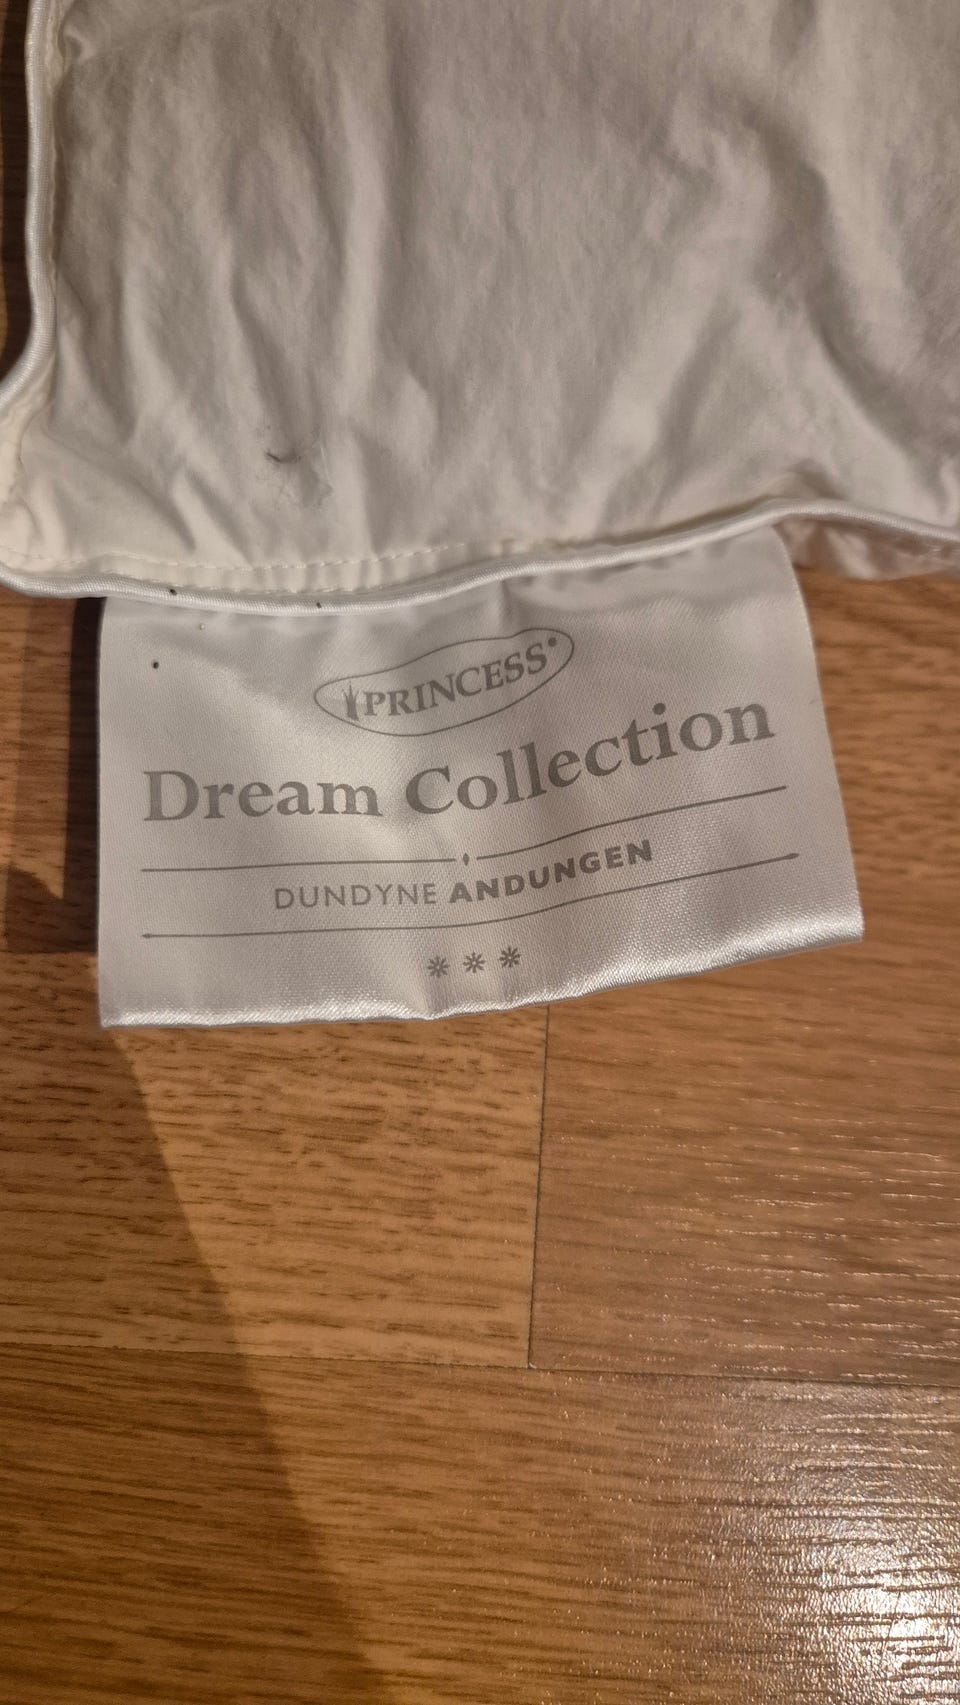 PRINCESS
Dream Collection
DUNDYNE ANDUNGEN
***